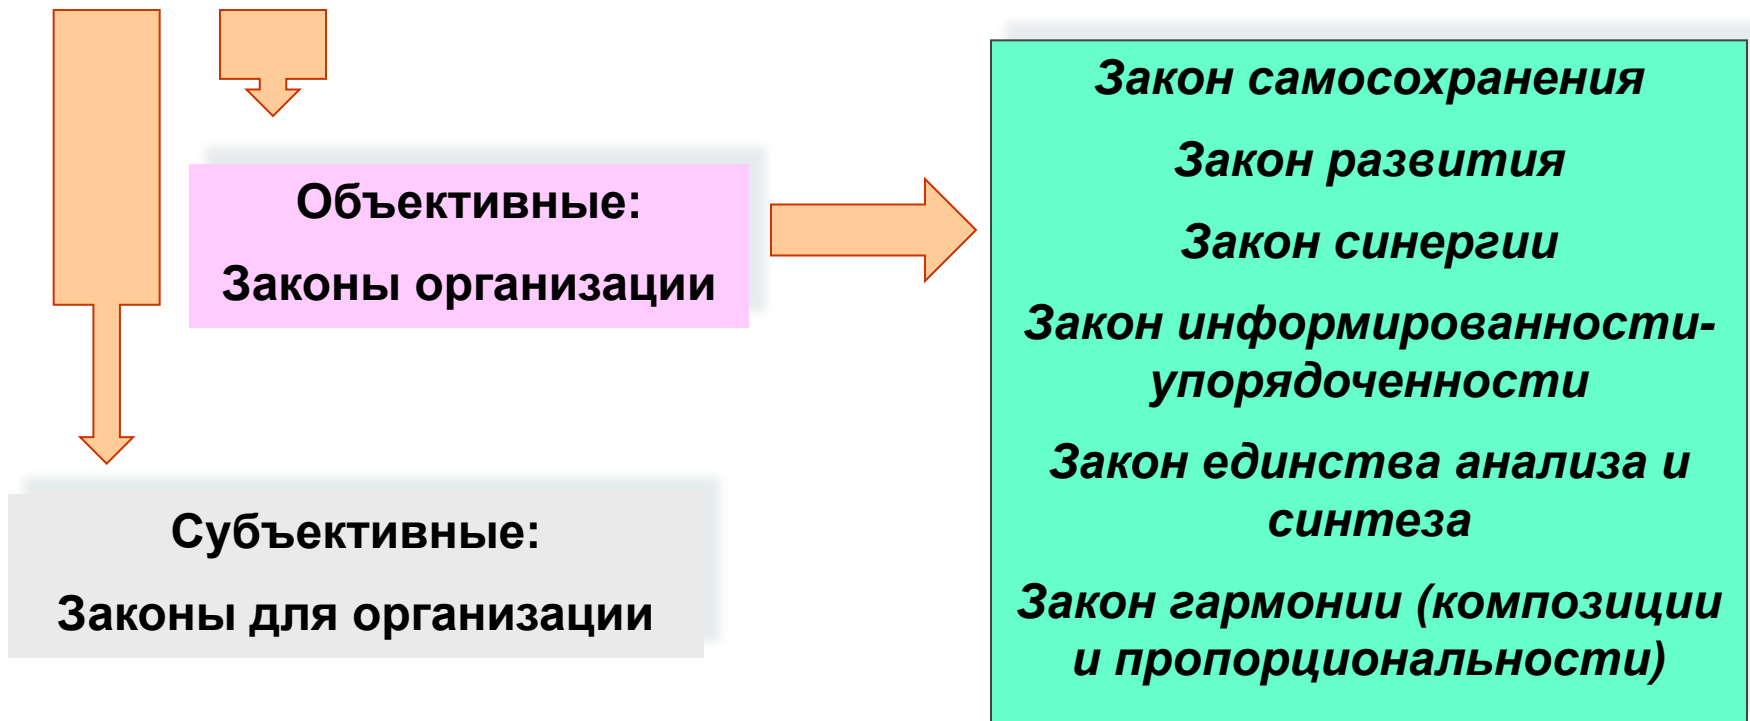 Объективные:
Законы организации
Субъективные:
Законы для организации
Закон самосохранения
Закон развития
Закон синергии
Закон информированности-
упорядоченности
Закон единства анализа и
синтеза
Закон гармонии (композиции
и пропорциональности)